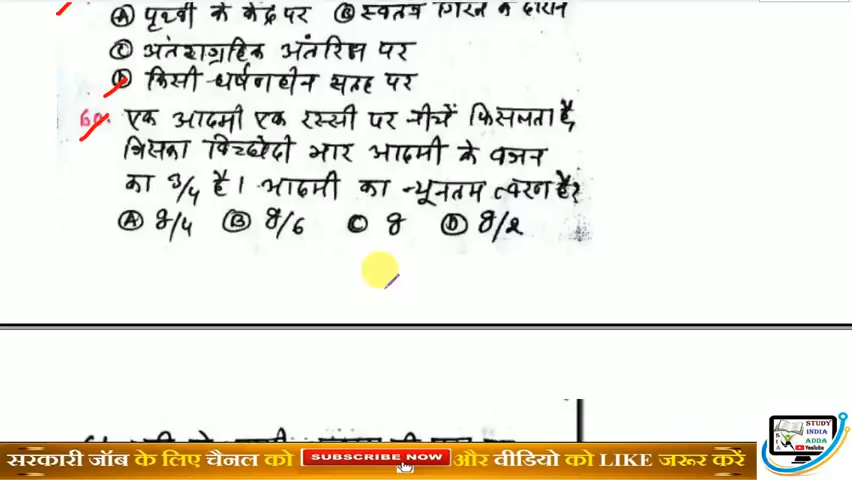 Ⓐ पृथ्वी के केंद्र पर Ⓑ स्वतंत्र गिरने के दौरान
Ⓒ अंतराग्रहिक अंतरिक्ष पर
Ⓓ किसी घर्षणहीन सतह पर
60. एक आदमी एक रस्सी पर नीचें फिसलता है,
जिसका विच्छेदी भार आदमी के वजन
का 3/4 है। आदमी का न्यूनतम त्वरण है?
Ⓐ g/4 Ⓑ g/6 Ⓒ g Ⓓ g/2
सरकारी जॉब के लिए चैनल को SUBSCRIBE NOW और वीडियो को LIKE जरूर करें
STUDY
INDIA
ADDA
YouTube